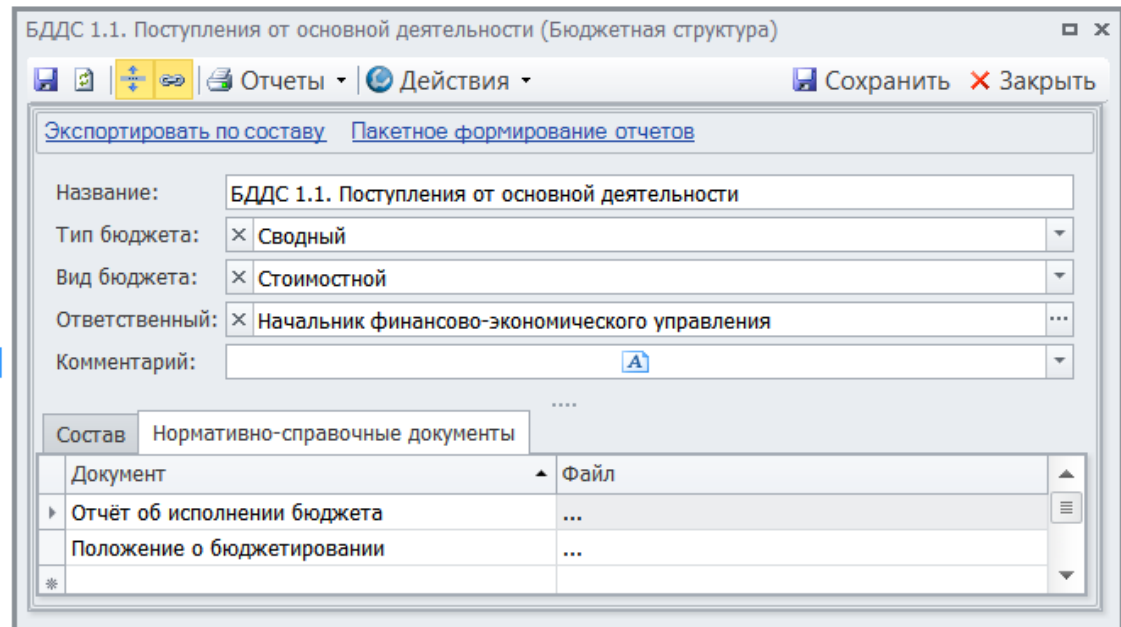 БДДС 1.1. Поступления от основной деятельности (Бюджетная структура)
Отчеты Действия Сохранить Закрыть
Экспортировать по составу Пакетное формирование отчетов
Название: БДДС 1.1. Поступления от основной деятельности
Тип бюджета: Сводный
Вид бюджета: Стоимостной
Ответственный: Начальник финансово-экономического управления ...
Комментарий: A
Состав Нормативно-справочные документы
Документ Файл
Отчёт об исполнении бюджета ...
Положение о бюджетировании ...